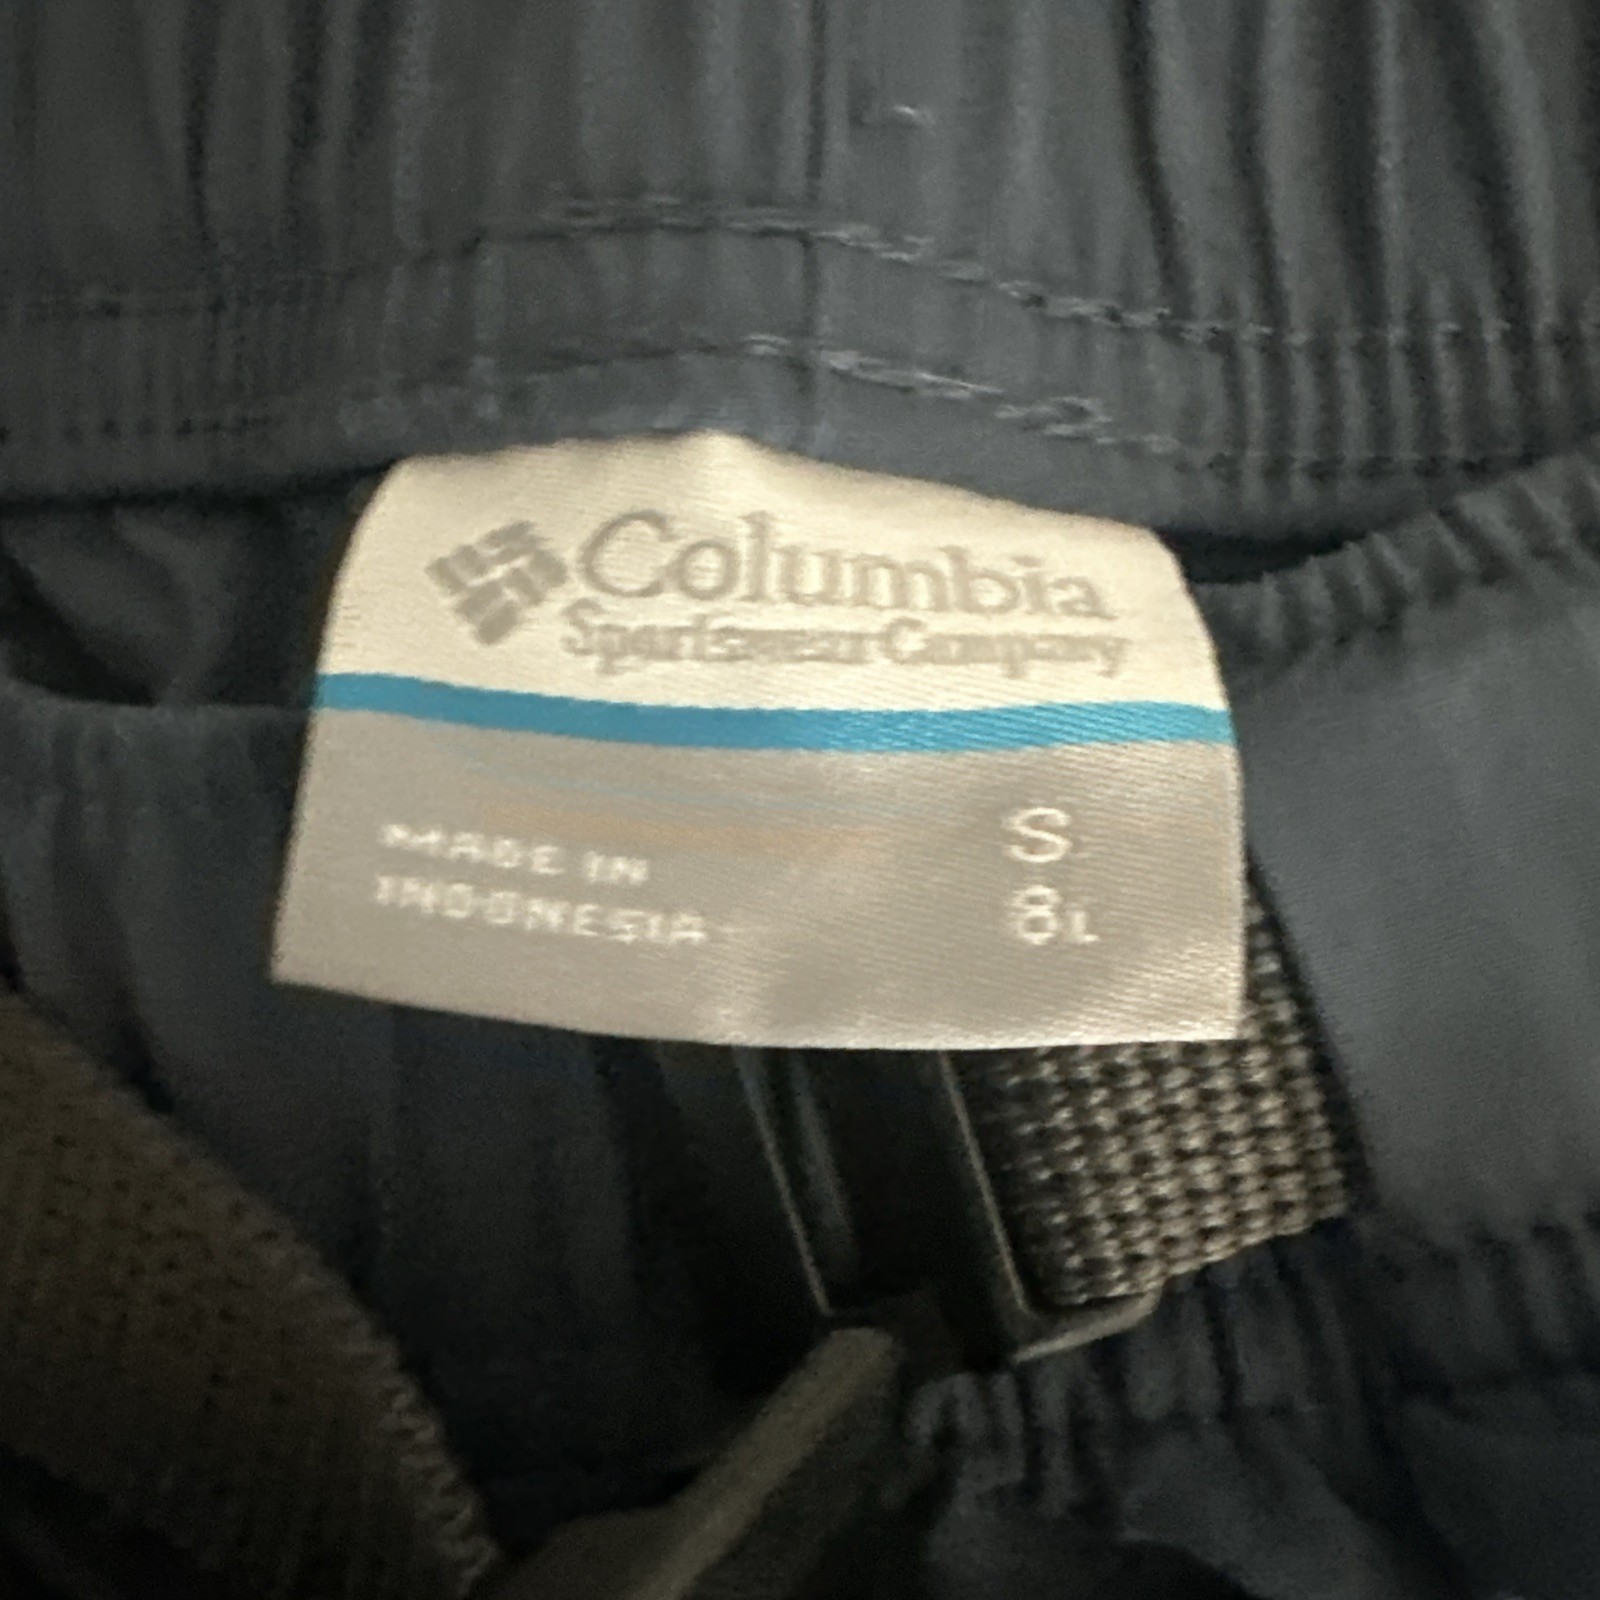 Columbia
Sportswear Company
MADE IN
INDONESIA
S
8L